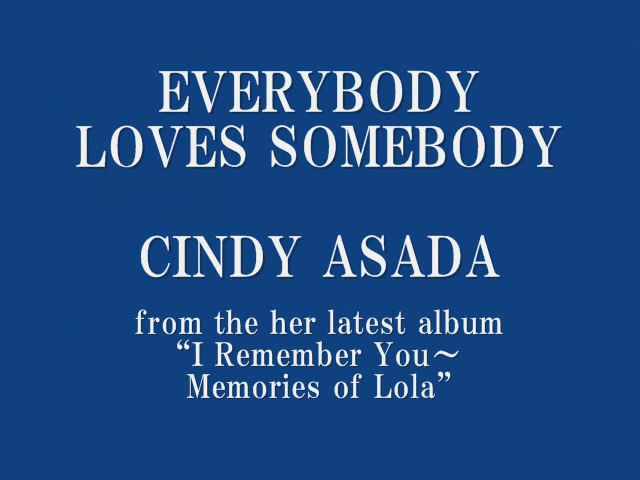 EVERYBODY
LOVES SOMEBODY
CINDY ASADA
from the her latest album
“I Remember You～
Memories of Lola”